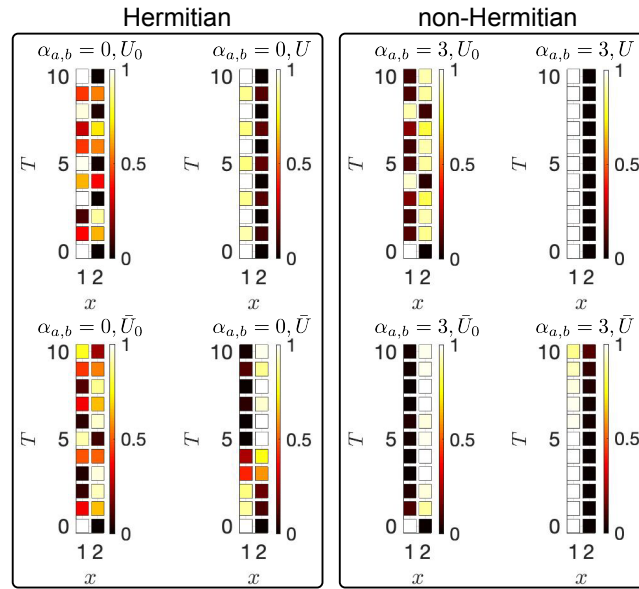 Hermitian
non-Hermitian
α_{a,b} = 0, U_0
α_{a,b} = 0, U
α_{a,b} = 3, U_0
α_{a,b} = 3, U
10 1
10 1
10 1
10 1
T 5 0.5
T 5 0.5
T 5 0.5
T 5 0.5
0 0
0 0
0 0
0 0
1 2
1 2
1 2
1 2
x
x
x
x
α_{a,b} = 0, Ū_0
α_{a,b} = 0, Ū
α_{a,b} = 3, Ū_0
α_{a,b} = 3, Ū
10 1
10 1
10 1
10 1
T 5 0.5
T 5 0.5
T 5 0.5
T 5 0.5
0 0
0 0
0 0
0 0
1 2
1 2
1 2
1 2
x
x
x
x